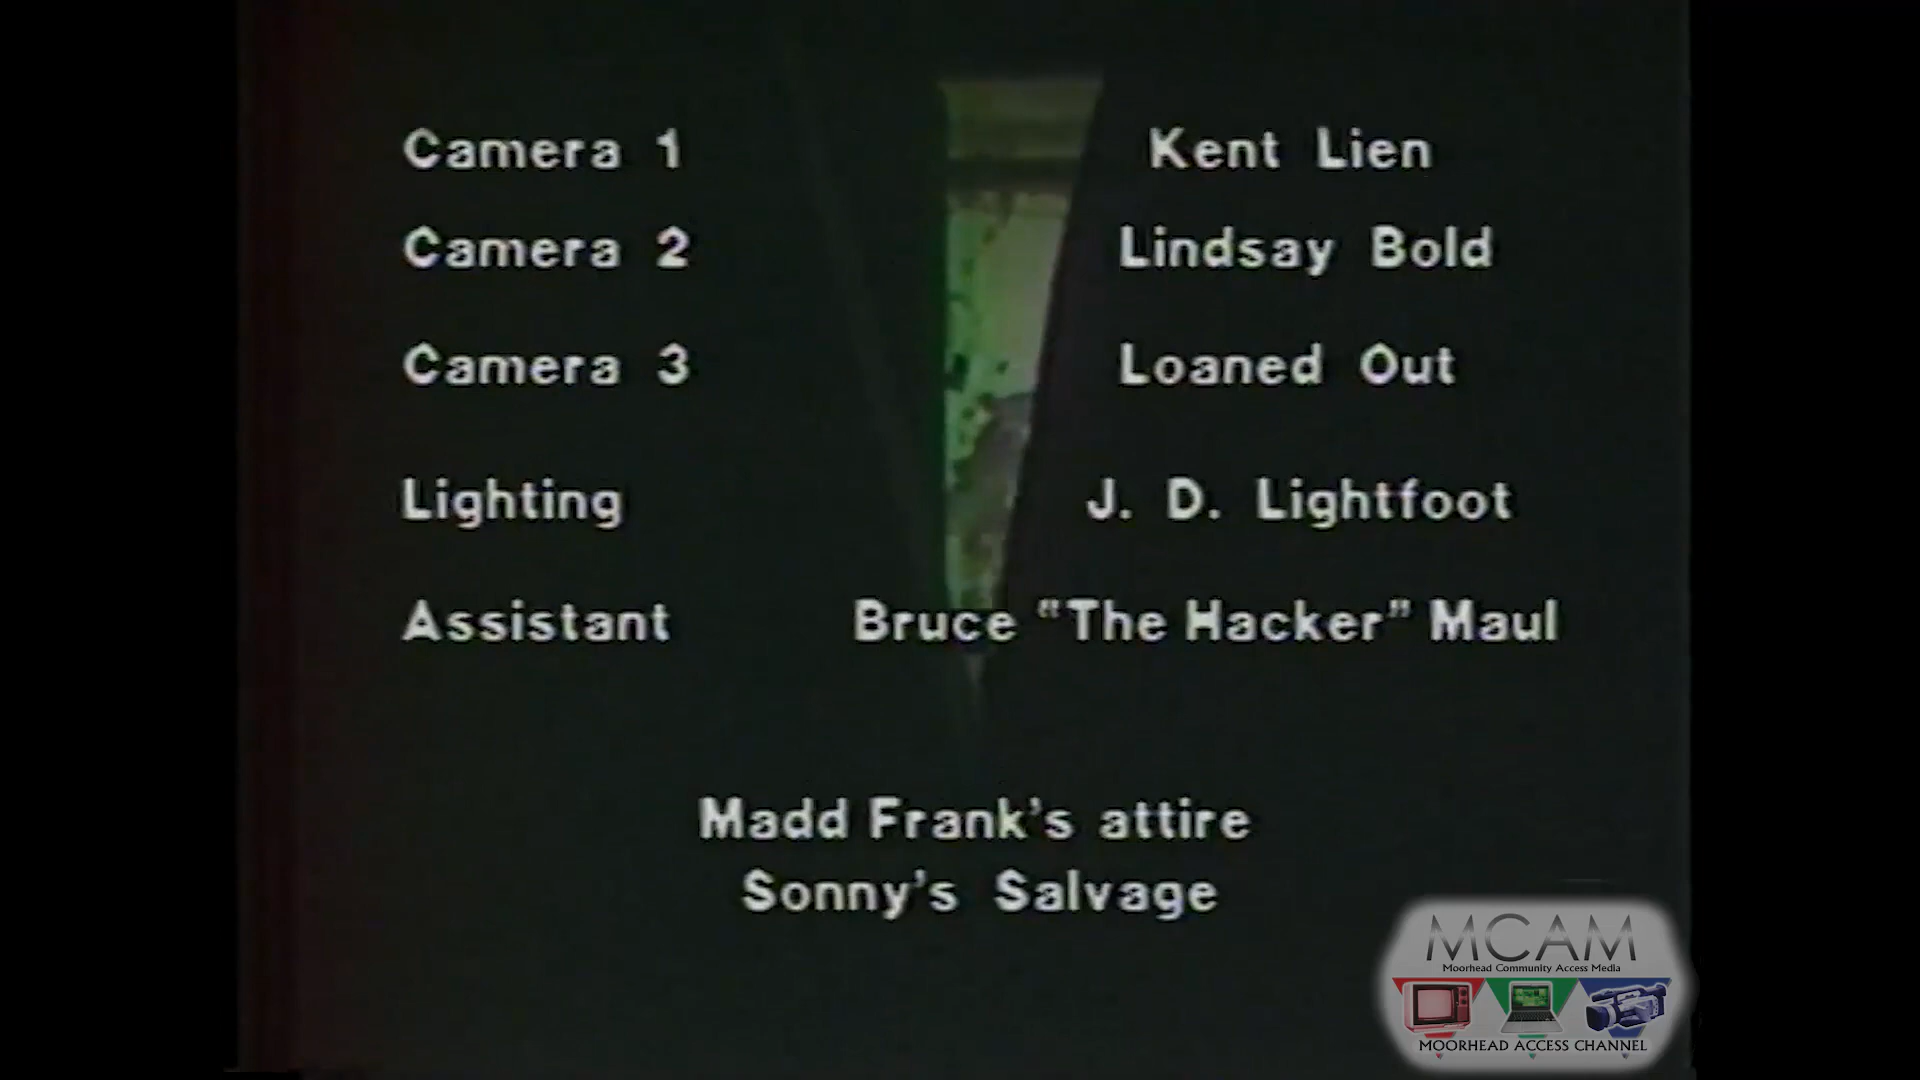 Camera 1 Kent Lien
Camera 2 Lindsay Bold
Camera 3 Loaned Out
Lighting J. D. Lightfoot
Assistant Bruce “The Hacker” Maul
Madd Frank’s attire
Sonny’s Salvage
MCAM
Moorhead Community Access Media
MOORHEAD ACCESS CHANNEL